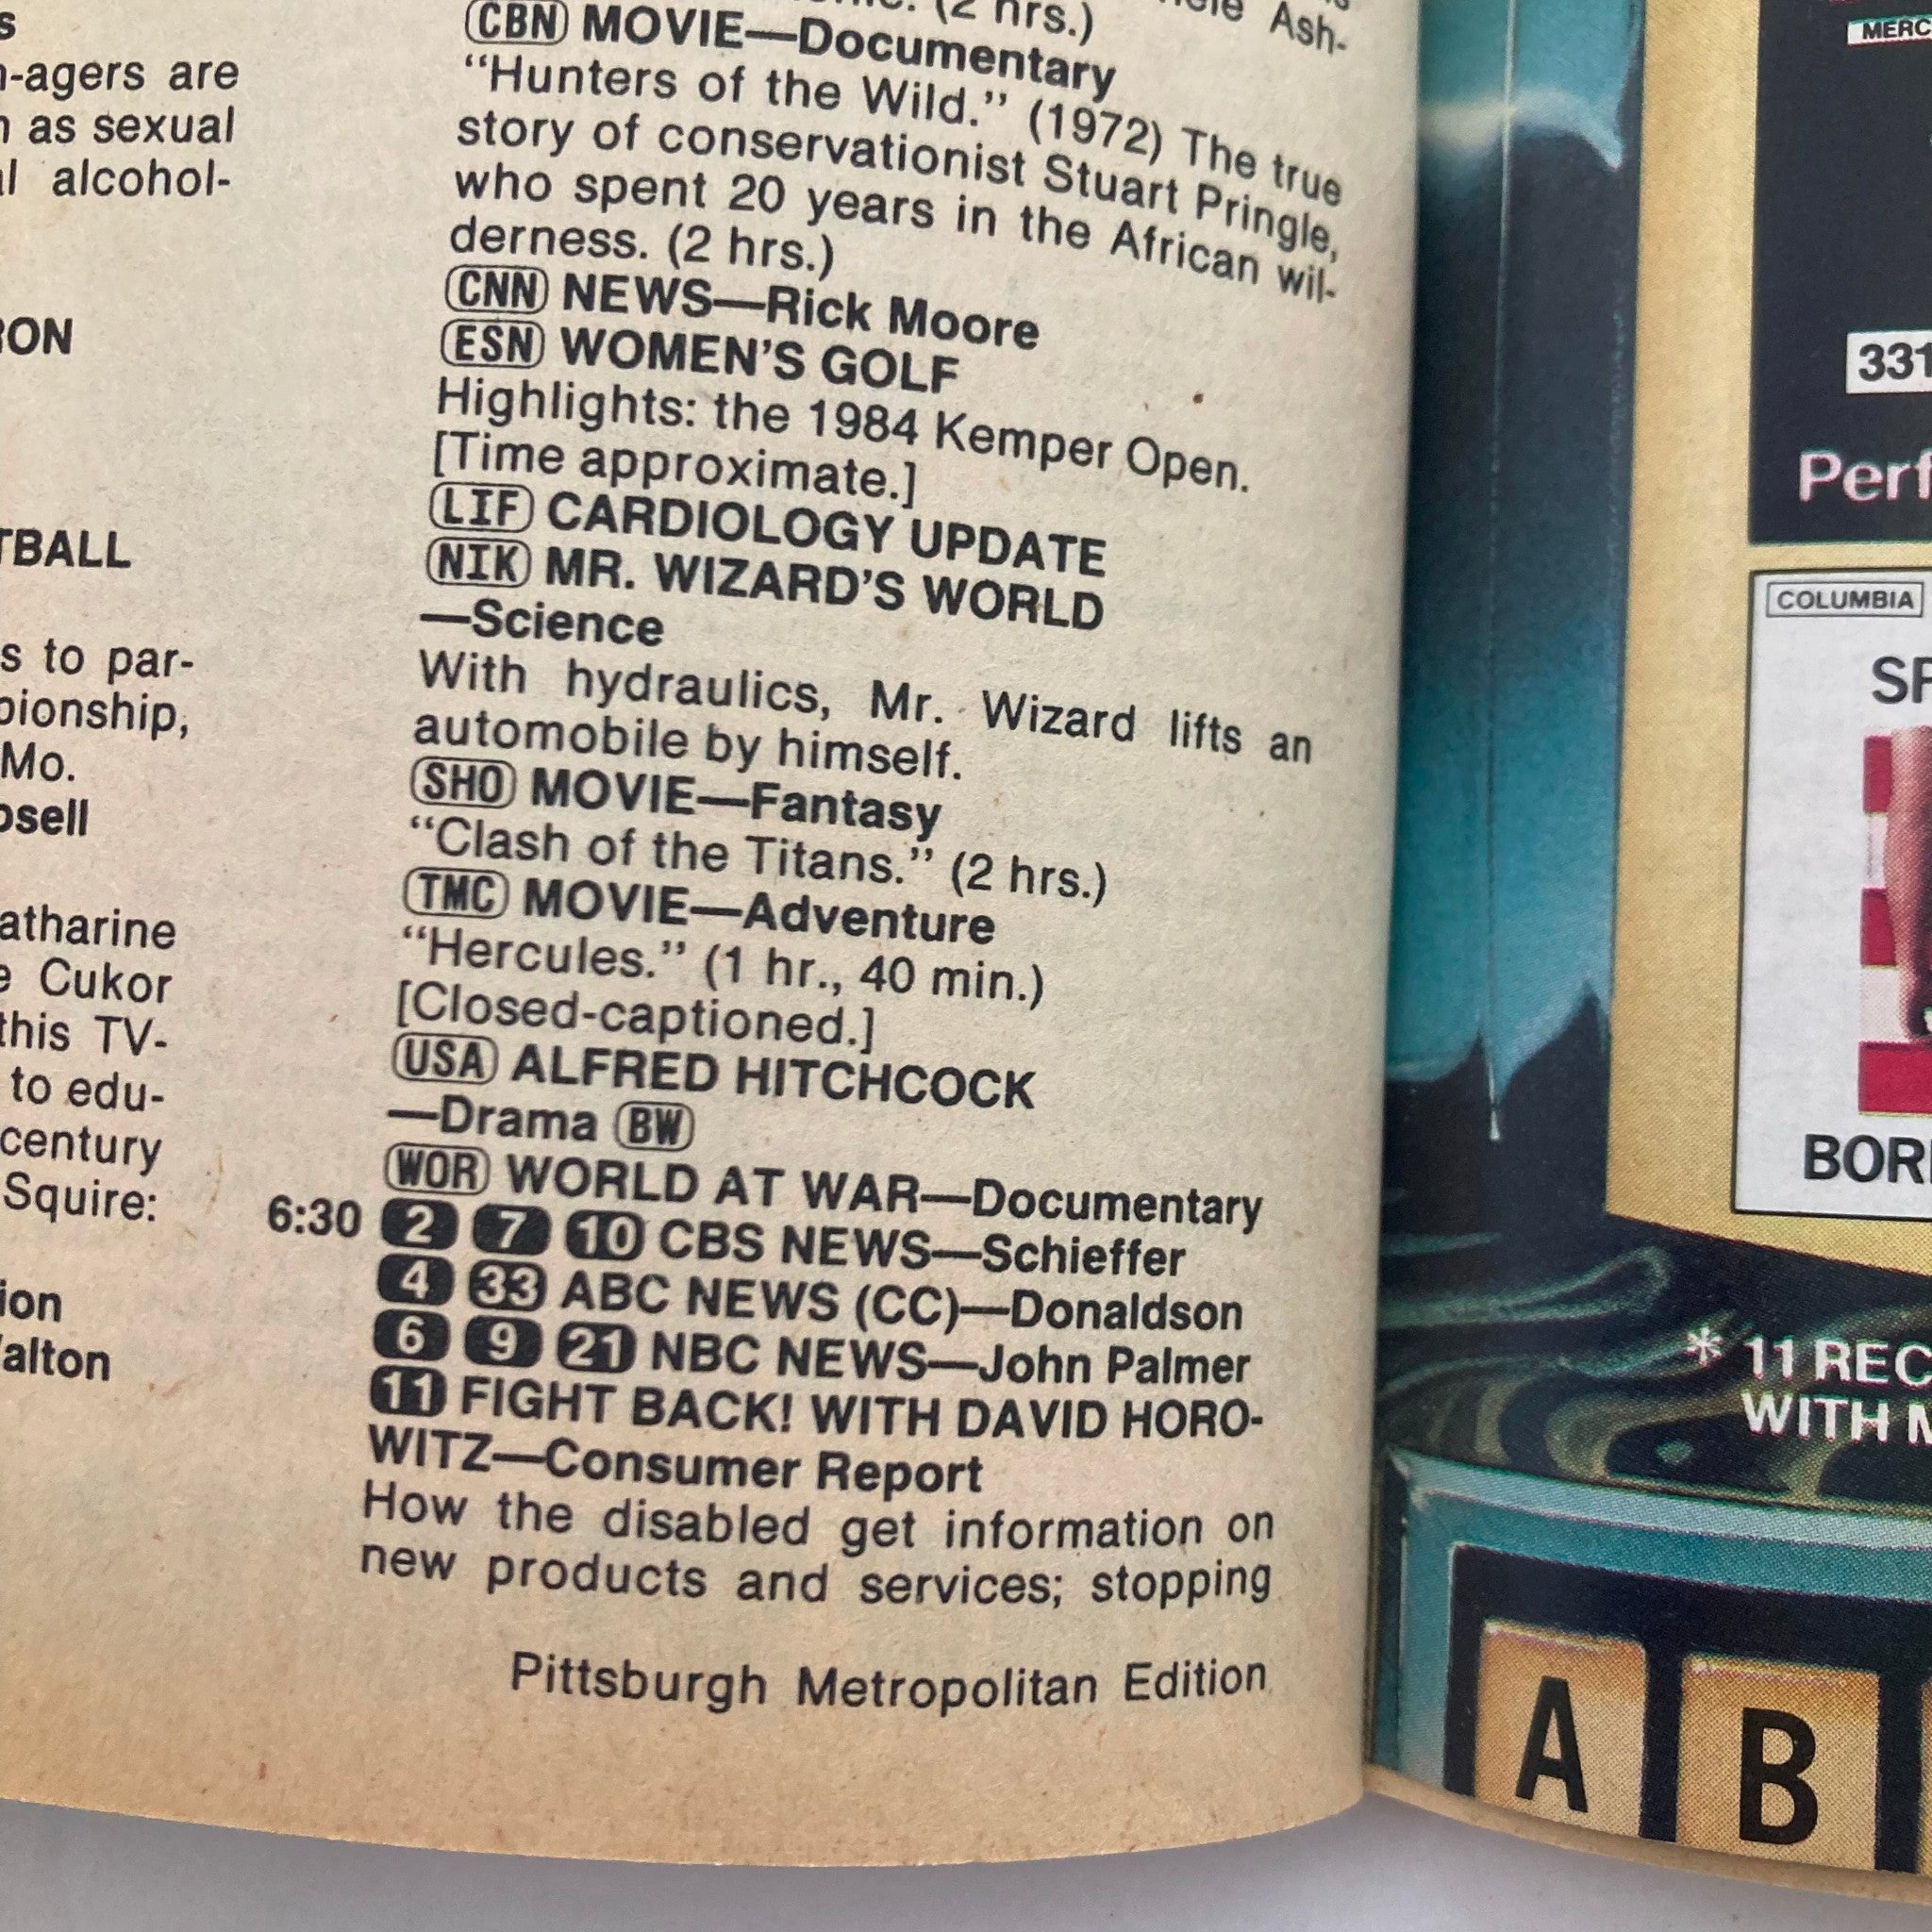 s
n-agers are
n as sexual
al alcohol-
RON
TBALL
s to par-
pionship,
Mo.
osell
atharine
e Cukor
this TV-
to edu-
century
Squire:
ion
Walton
(2 hrs.)
Ash-
CBN MOVIE—Documentary
“Hunters of the Wild.” (1972) The true
story of conservationist Stuart Pringle,
who spent 20 years in the African wil-
derness. (2 hrs.)
CNN NEWS—Rick Moore
ESN WOMEN’S GOLF
Highlights: the 1984 Kemper Open.
[Time approximate.]
LIF CARDIOLOGY UPDATE
NIK MR. WIZARD’S WORLD
—Science
With hydraulics, Mr. Wizard lifts an
automobile by himself.
SHO MOVIE—Fantasy
“Clash of the Titans.” (2 hrs.)
TMC MOVIE—Adventure
“Hercules.” (1 hr., 40 min.)
[Closed-captioned.]
USA ALFRED HITCHCOCK
—Drama BW
WOR WORLD AT WAR—Documentary
6:30 2 7 10 CBS NEWS—Schieffer
4 33 ABC NEWS (CC)—Donaldson
6 9 21 NBC NEWS—John Palmer
11 FIGHT BACK! WITH DAVID HORO-
WITZ—Consumer Report
How the disabled get information on
new products and services; stopping
Pittsburgh Metropolitan Edition
MERC
331
Perf
COLUMBIA
SP
BOR
* 11 REC
WITH M
A B